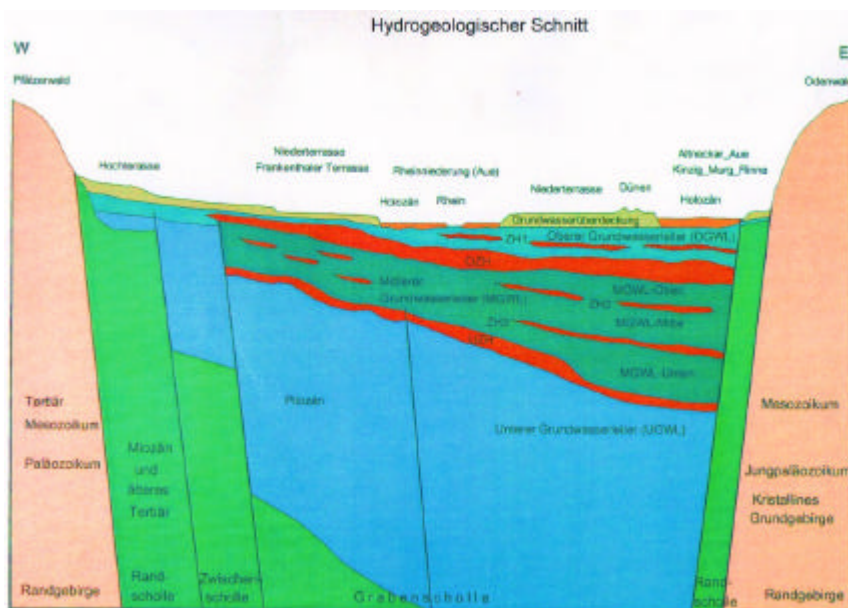 Hydrogeologischer Schnitt
W
E
Pfälzerwald
Odenwald
Hochterrasse
Niederterrasse
Frankenthaler Terrasse
Rheinniederung (Aue)
Holozän
Rhein
Niederterrasse
Dünen
Altneckar_Aue
Kinzig_Murg_Rinne
Holozän
Grundwasserüberdeckung
ZH1
Oberer Grundwasserleiter (OGWL)
OZH
Mittlerer
Grundwasserleiter (MGWL)
MGWL-Oben
ZH2
MGWL-Mitte
ZH3
UZH
MGWL-Unten
Pliozän
Unterer Grundwasserleiter (UGWL)
Tertiär
Mesozoikum
Paläozoikum
Miozän
und
älteres
Tertiär
Mesozoikum
Jungpaläozoikum
Kristallines
Grundgebirge
Randgebirge
Rand-
scholle
Zwischen-
scholle
Grabenscholle
Rand-
scholle
Randgebirge